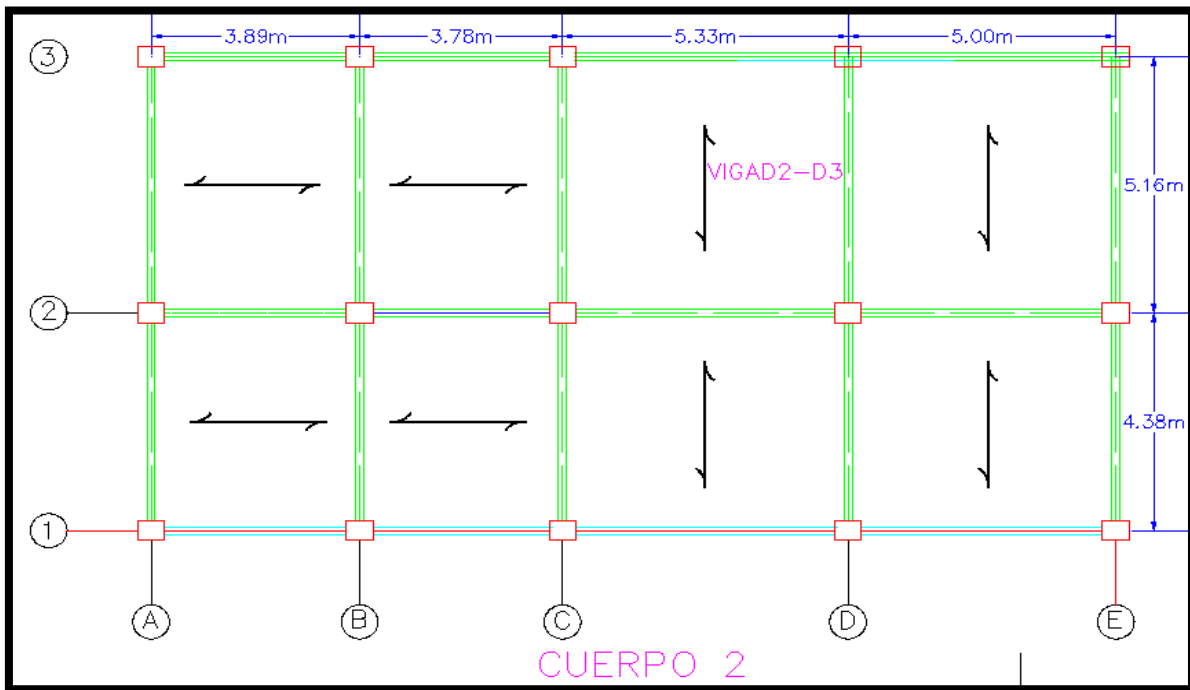 3.89m 3.78m 5.33m 5.00m
3
VIGAD2-D3
5.16m
2
4.38m
1
A B C D E
CUERPO 2